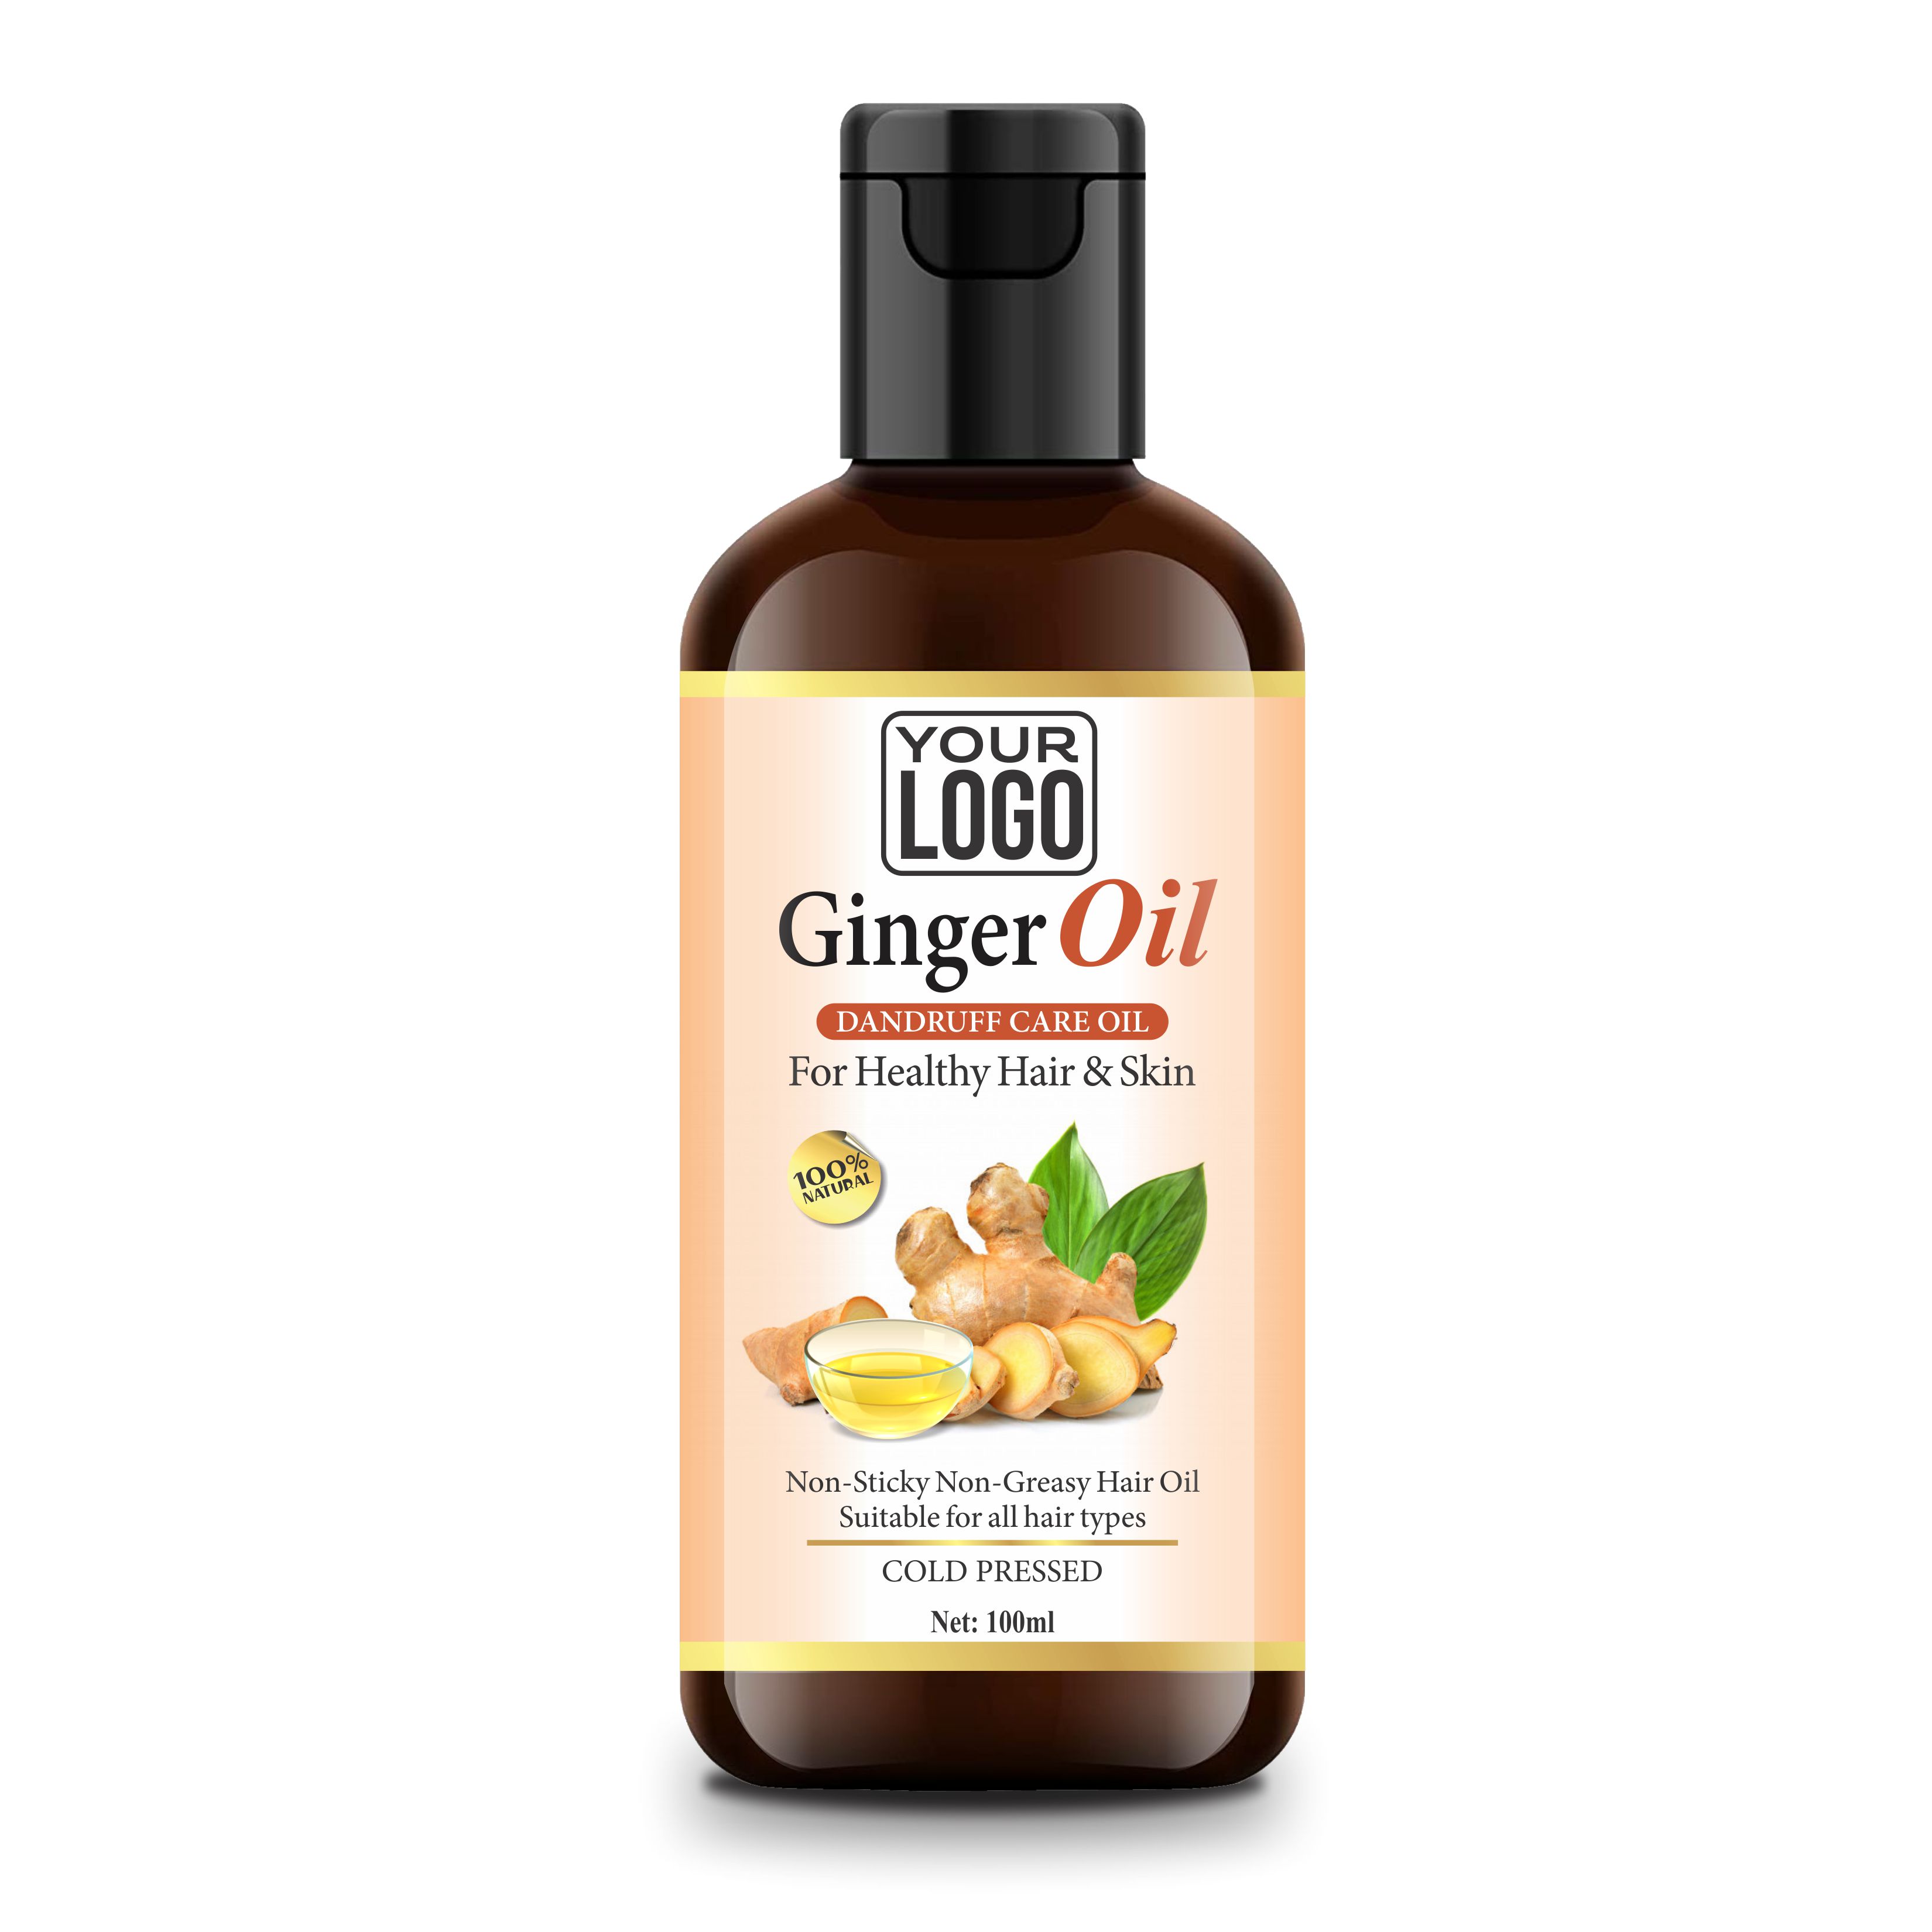 YOUR
LOGO
Ginger Oil
DANDRUFF CARE OIL
For Healthy Hair & Skin
100%
NATURAL
Non-Sticky Non-Greasy Hair Oil
Suitable for all hair types
COLD PRESSED
Net: 100ml